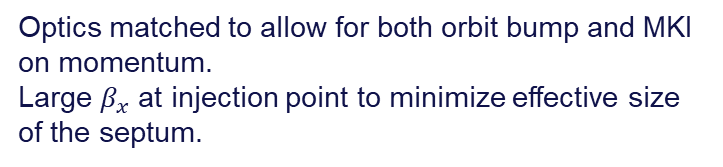 Optics matched to allow for both orbit bump and MKI
on momentum.
Large βₓ at injection point to minimize effective size
of the septum.